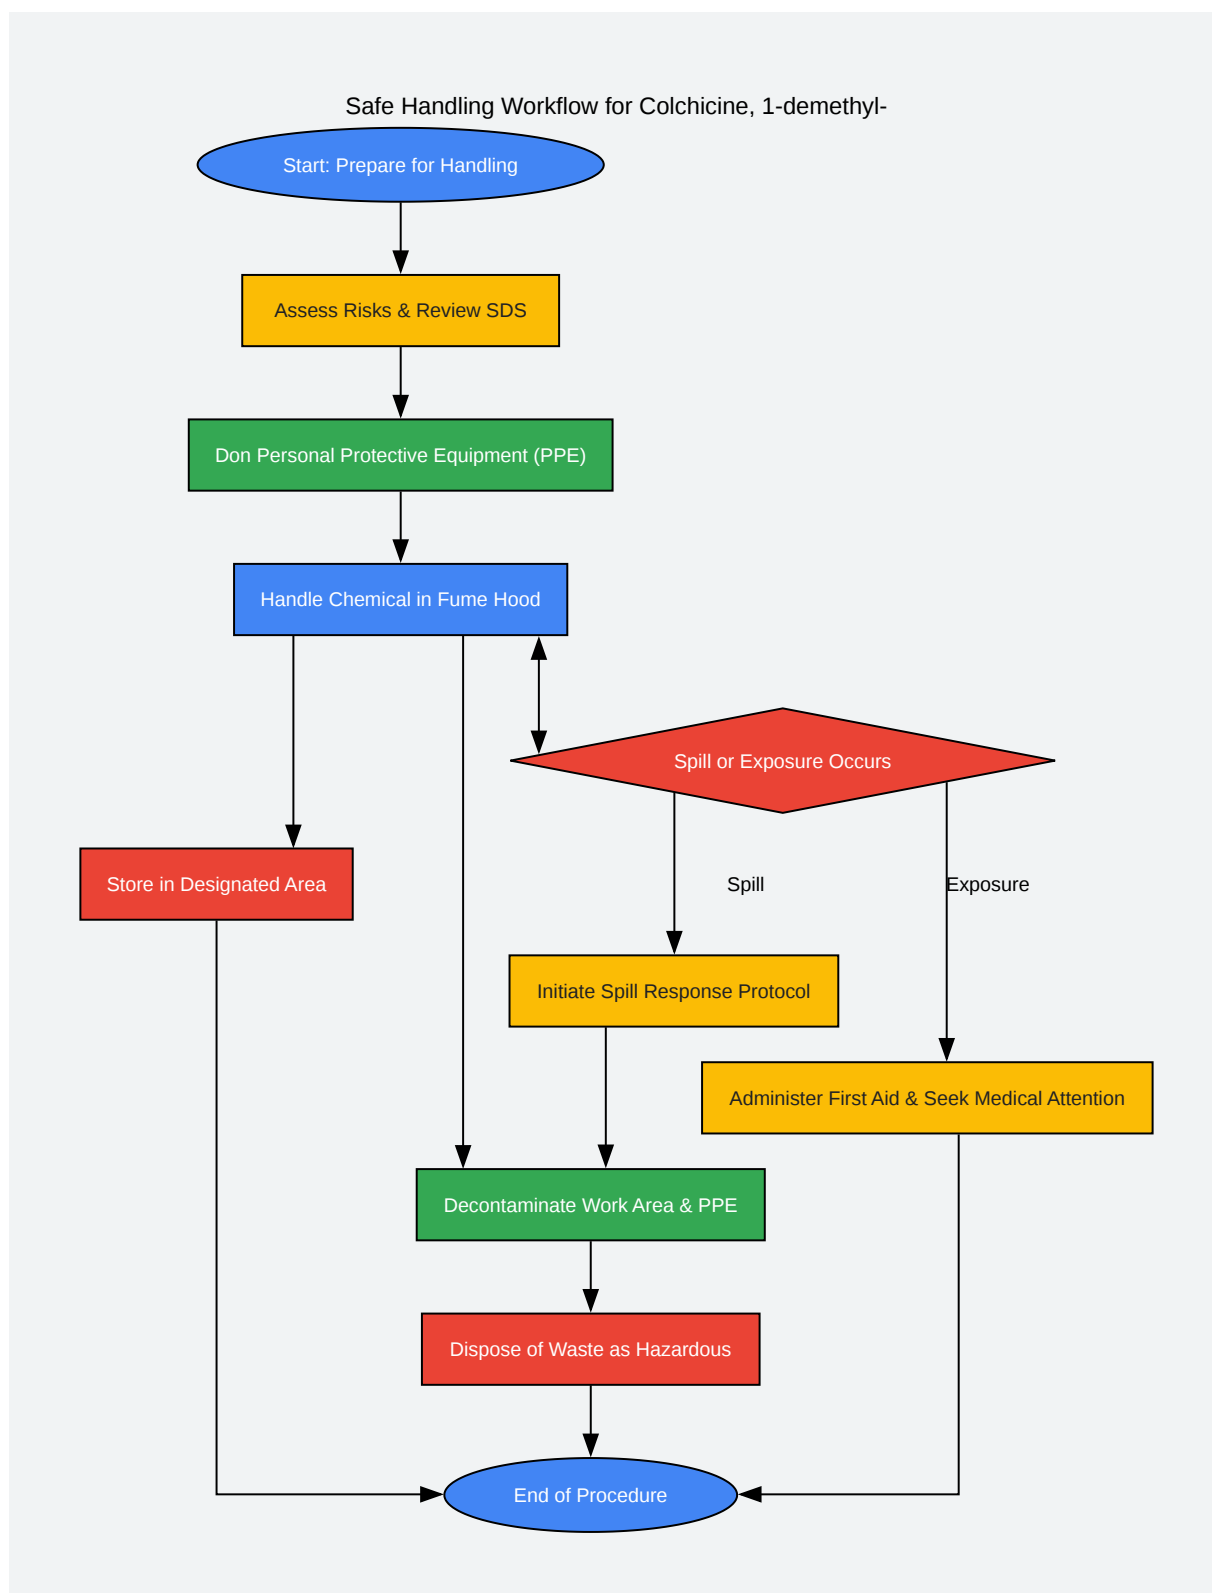 Safe Handling Workflow for Colchicine, 1-demethyl-
Start: Prepare for Handling
Assess Risks & Review SDS
Don Personal Protective Equipment (PPE)
Handle Chemical in Fume Hood
Spill or Exposure Occurs
Store in Designated Area
Spill
Exposure
Initiate Spill Response Protocol
Administer First Aid & Seek Medical Attention
Decontaminate Work Area & PPE
Dispose of Waste as Hazardous
End of Procedure